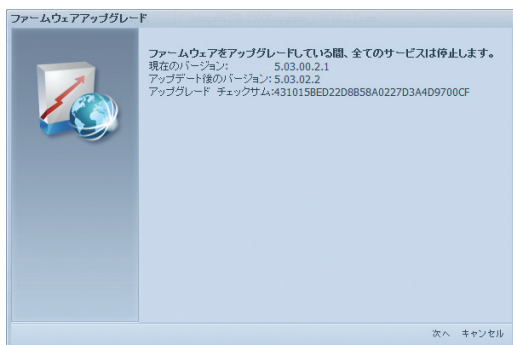 ファームウェアアップグレード
ファームウェアをアップグレードしている間、全てのサービスは停止します。
現在のバージョン: 5.03.00.2.1
アップデート後のバージョン: 5.03.02.2
アップグレード チェックサム:431015BED22D8B58A0227D3A4D9700CF
次へ キャンセル